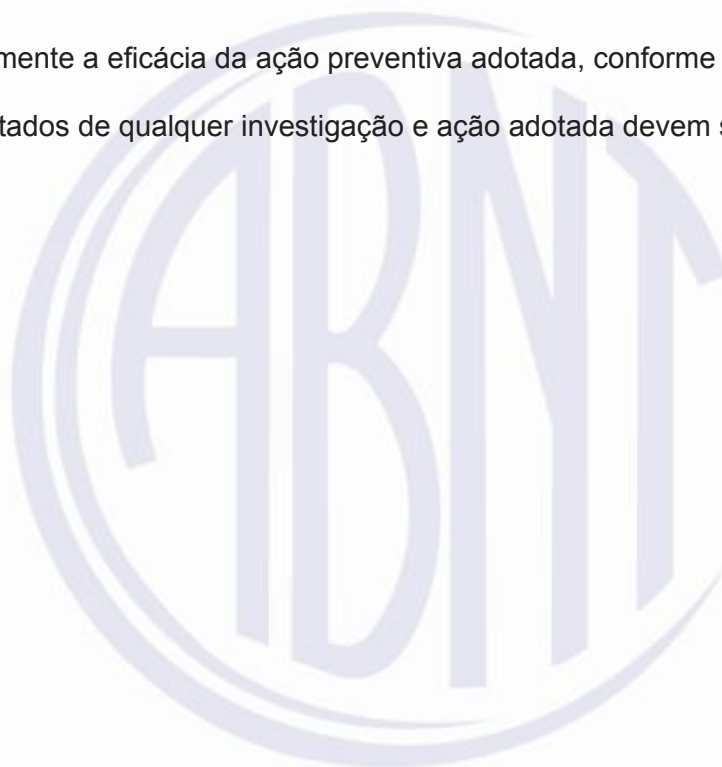 mente a eficácia da ação preventiva adotada, conforme
tados de qualquer investigação e ação adotada devem s
ABNT